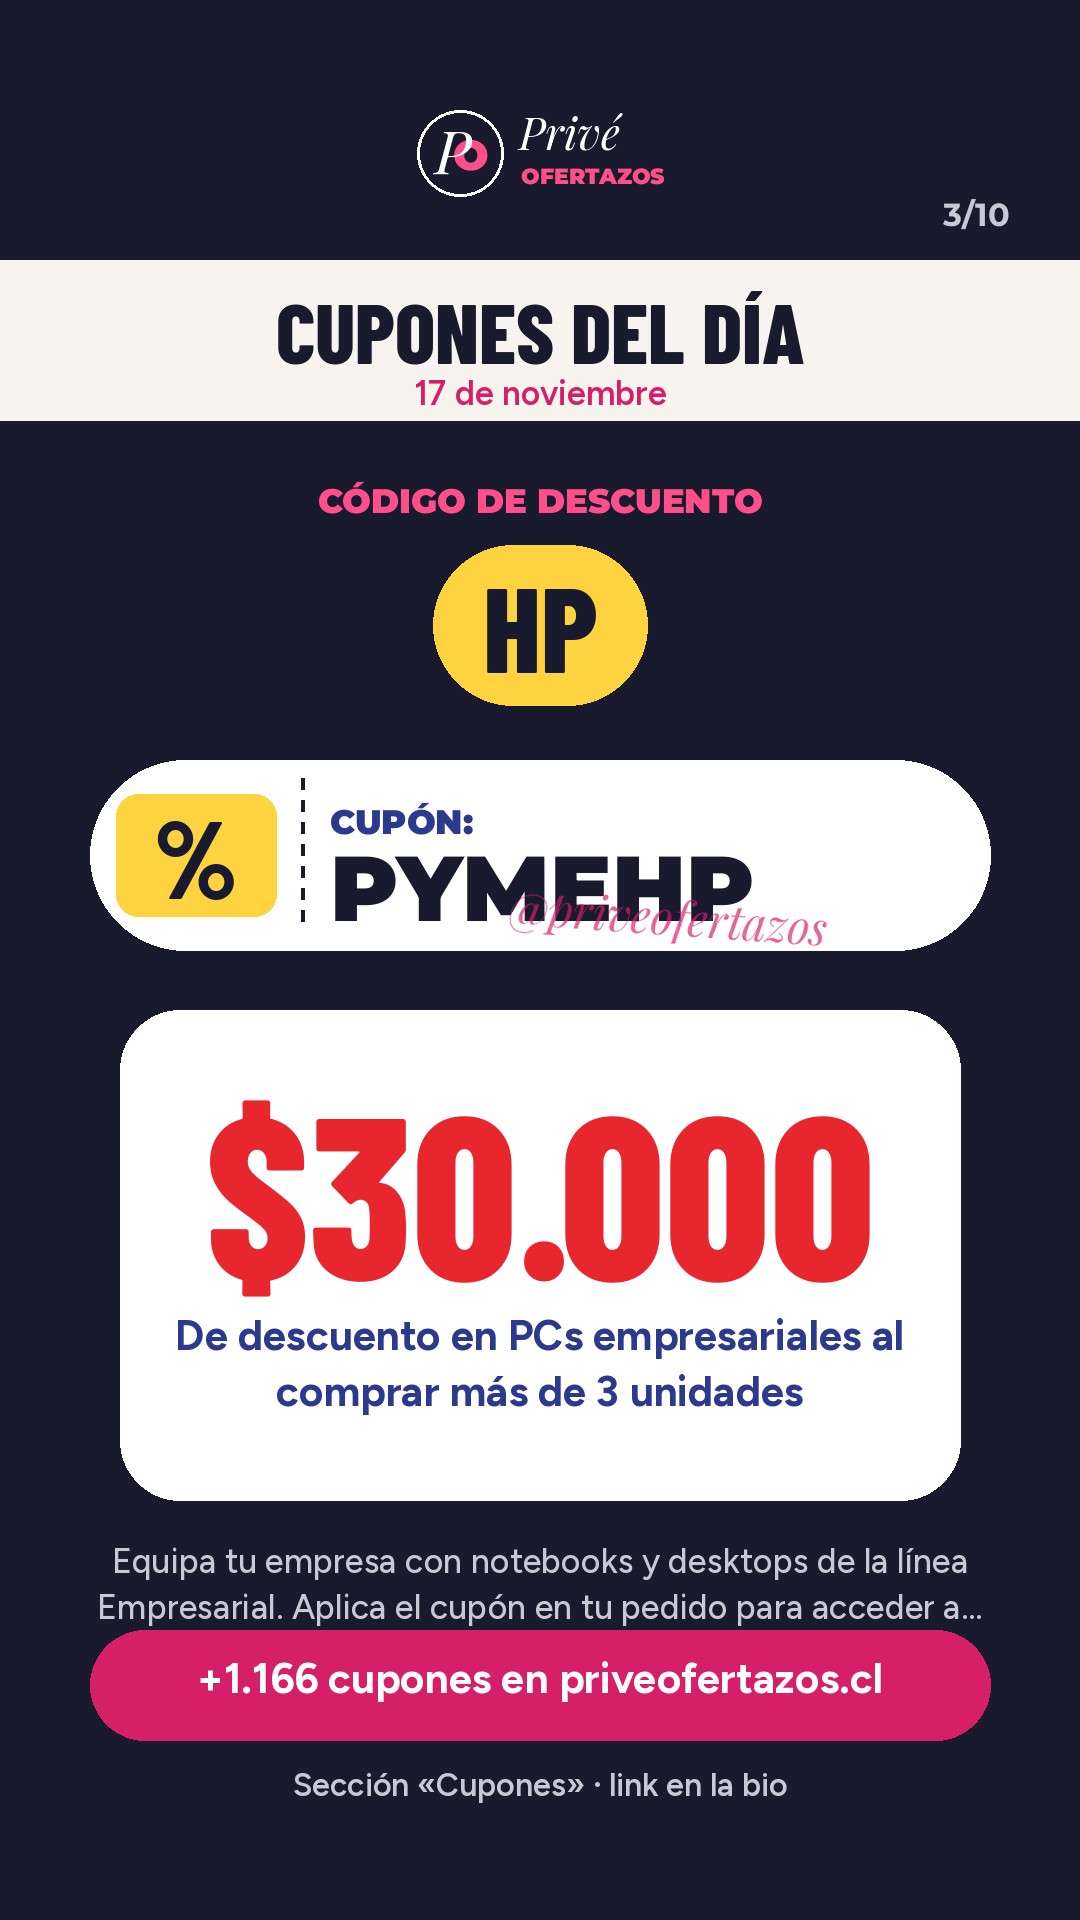 PO
Privé
OFERTAZOS
3/10
CUPONES DEL DÍA
17 de noviembre
CÓDIGO DE DESCUENTO
HP
%
CUPÓN:
PYMEHP
@priveofertazos
$30.000
De descuento en PCs empresariales al
comprar más de 3 unidades
Equipa tu empresa con notebooks y desktops de la línea
Empresarial. Aplica el cupón en tu pedido para acceder a...
+1.166 cupones en priveofertazos.cl
Sección «Cupones» · link en la bio